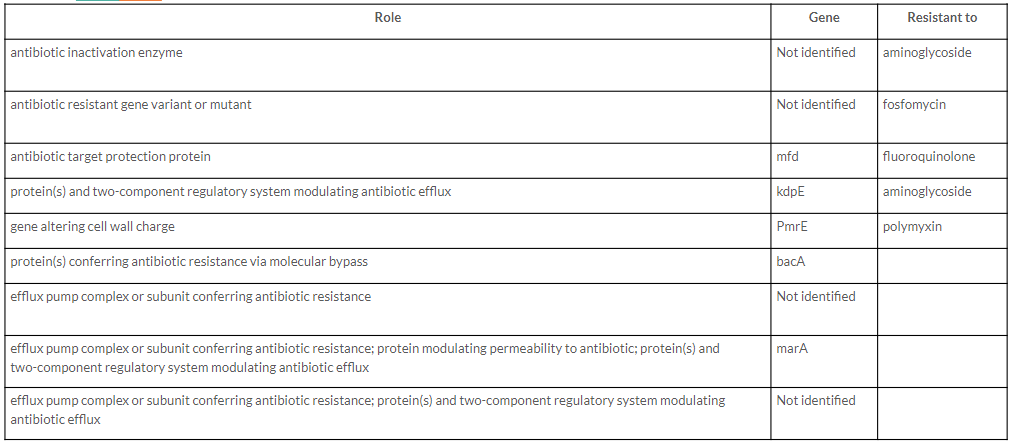 Role Gene Resistant to
antibiotic inactivation enzyme Not identified aminoglycoside
antibiotic resistant gene variant or mutant Not identified fosfomycin
antibiotic target protection protein mfd fluoroquinolone
protein(s) and two-component regulatory system modulating antibiotic efflux kdpE aminoglycoside
gene altering cell wall charge PmrE polymyxin
protein(s) conferring antibiotic resistance via molecular bypass bacA
efflux pump complex or subunit conferring antibiotic resistance Not identified
efflux pump complex or subunit conferring antibiotic resistance; protein modulating permeability to antibiotic; protein(s) and marA
two-component regulatory system modulating antibiotic efflux
efflux pump complex or subunit conferring antibiotic resistance; protein(s) and two-component regulatory system modulating Not identified
antibiotic efflux